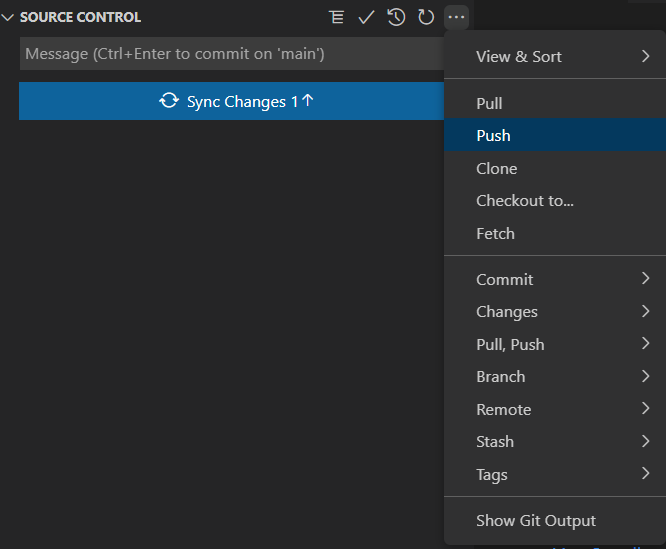 SOURCE CONTROL
Message (Ctrl+Enter to commit on 'main')
Sync Changes 1↑
View & Sort
Pull
Push
Clone
Checkout to...
Fetch
Commit
Changes
Pull, Push
Branch
Remote
Stash
Tags
Show Git Output